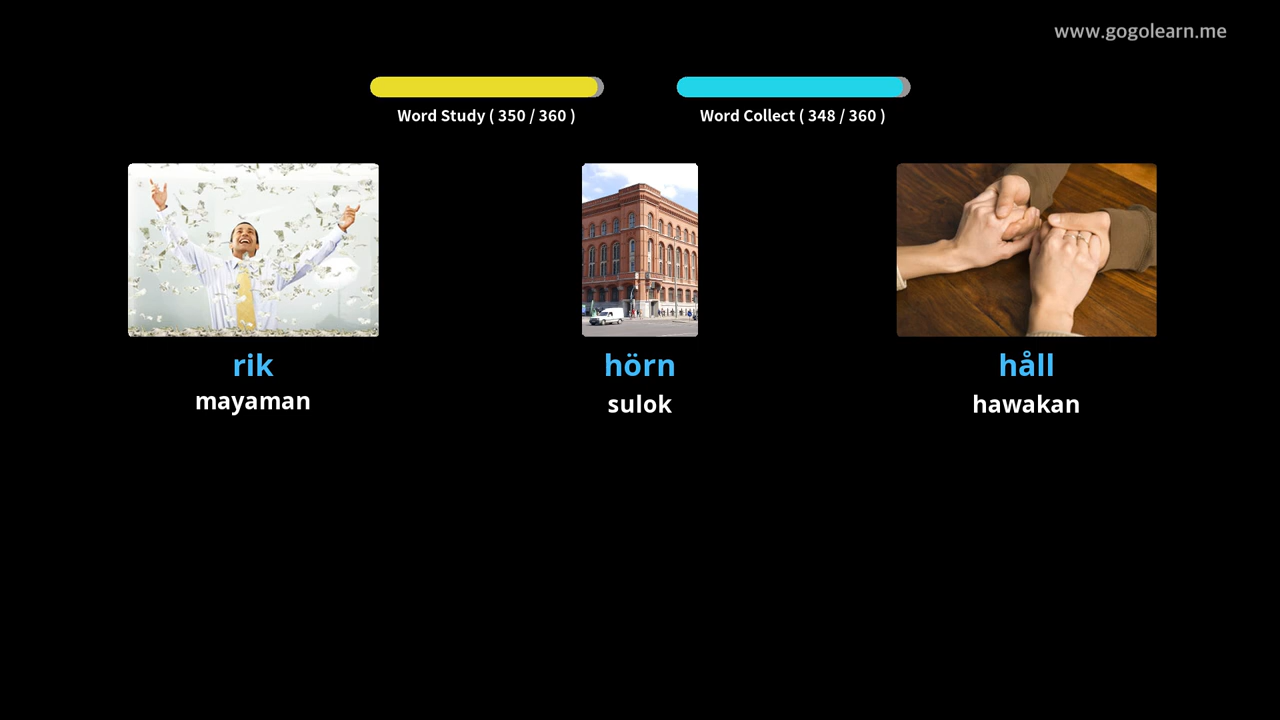 www.gogolearn.me
Word Study ( 350 / 360 )
Word Collect ( 348 / 360 )
rik
mayaman
hörn
sulok
håll
hawakan